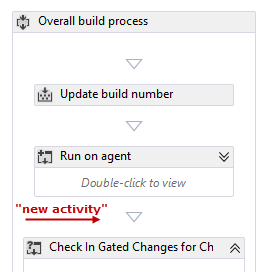 Overall build process
Update build number
Run on agent
Double-click to view
"new activity"
Check In Gated Changes for Ch